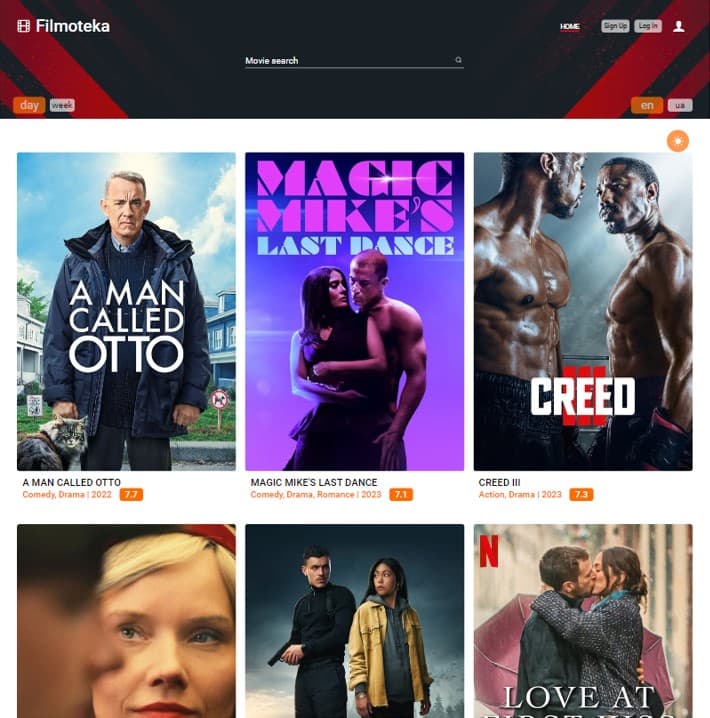 Filmoteka
HOME
Sign Up
Log In
Movie search
day
week
en
ua
A MAN
CALLED
OTTO
MAGIC
MIKE'S
LAST DANCE
CREED
III
A MAN CALLED OTTO
Comedy, Drama | 2022
7.7
MAGIC MIKE'S LAST DANCE
Comedy, Drama, Romance | 2023
7.1
CREED III
Action, Drama | 2023
7.3
N
LOVE AT
FIRST KISS